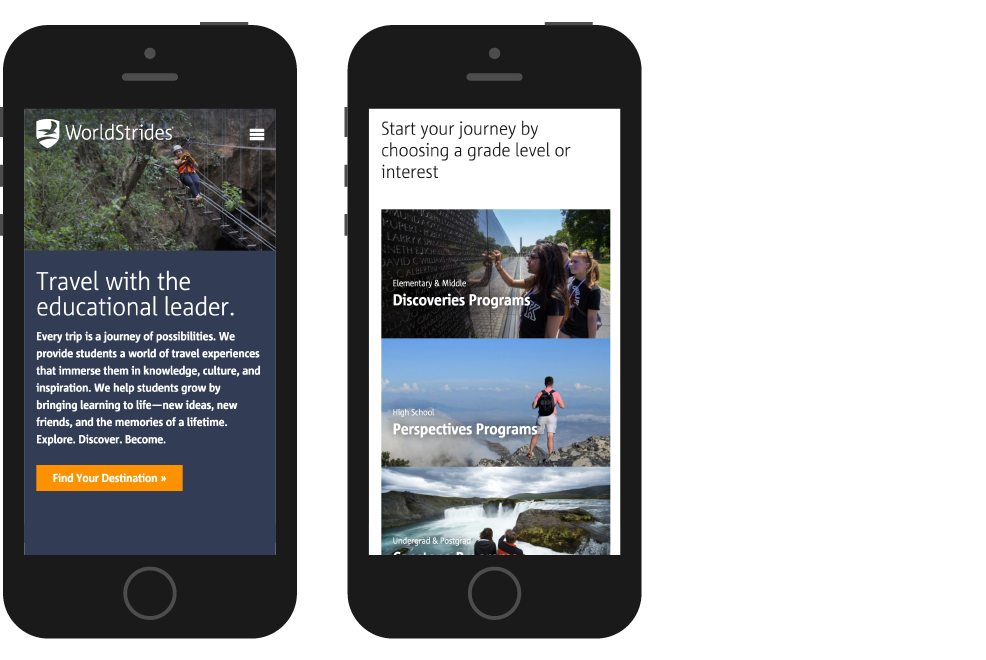 WorldStrides
Travel with the
educational leader.
Every trip is a journey of possibilities. We
provide students a world of travel experiences
that immerse them in knowledge, culture, and
inspiration. We help students grow by
bringing learning to life—new ideas, new
friends, and the memories of a lifetime.
Explore. Discover. Become.
Find Your Destination »
Start your journey by
choosing a grade level or
interest
Elementary & Middle
Discoveries Programs
High School
Perspectives Programs
Undergrad & Postgrad